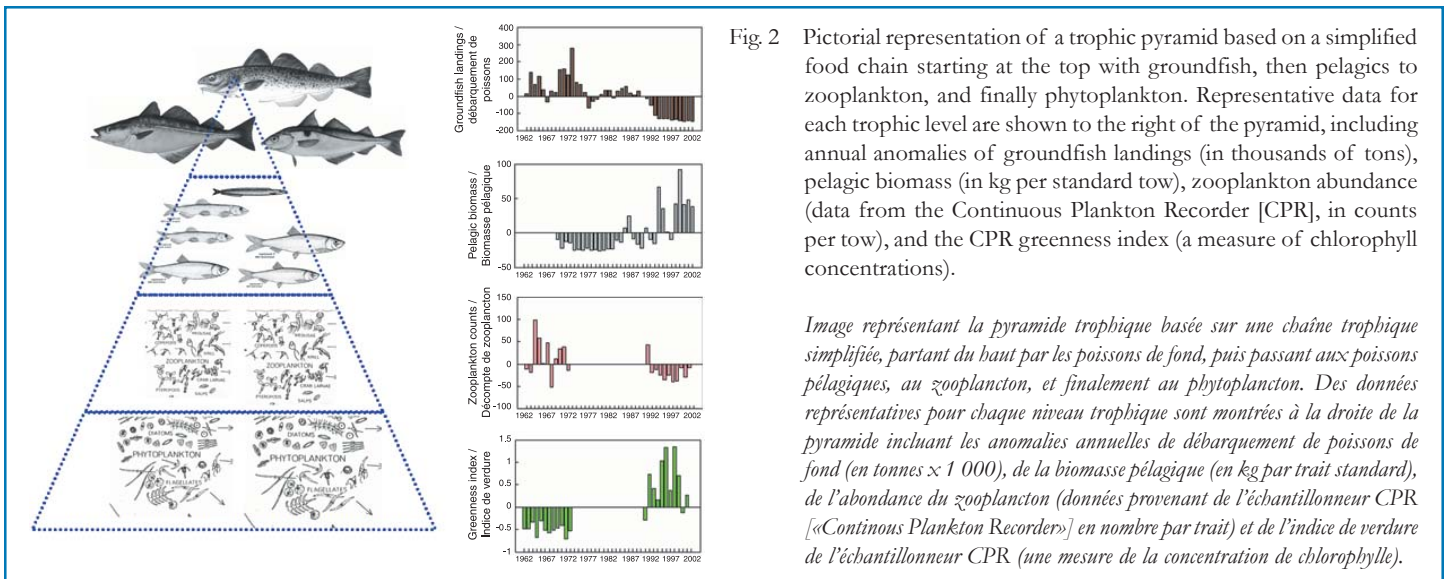 Groundfish landings /
débarquement de
poissons
400
300
200
100
0
-100
-200
1962 1967 1972 1977 1982 1987 1992 1997 2002
Pelagic biomass /
Biomasse pélagique
100
50
0
-50
1962 1967 1972 1977 1982 1987 1992 1997 2002
Zooplankton counts /
Décompte de zooplancton
150
100
50
0
-50
-100
1962 1967 1972 1977 1982 1987 1992 1997 2002
Greenness index /
Indice de verdure
1.5
1
0.5
0
-0.5
-1
1962 1967 1972 1977 1982 1987 1992 1997 2002
COPEPODS
KRILL
ZOOPLANKTON
CRAB LARVAE
PTEROPODS
SALPS
COPEPODS
KRILL
ZOOPLANKTON
CRAB LARVAE
PTEROPODS
SALPS
DIATOMS
PHYTOPLANKTON
FLAGELLATES
DIATOMS
PHYTOPLANKTON
FLAGELLATES
Fig. 2 Pictorial representation of a trophic pyramid based on a simplified
food chain starting at the top with groundfish, then pelagics to
zooplankton, and finally phytoplankton. Representative data for
each trophic level are shown to the right of the pyramid, including
annual anomalies of groundfish landings (in thousands of tons),
pelagic biomass (in kg per standard tow), zooplankton abundance
(data from the Continuous Plankton Recorder [CPR], in counts
per tow), and the CPR greenness index (a measure of chlorophyll
concentrations).
Image représentant la pyramide trophique basée sur une chaîne trophique
simplifiée, partant du haut par les poissons de fond, puis passant aux poissons
pélagiques, au zooplancton, et finalement au phytoplancton. Des données
représentatives pour chaque niveau trophique sont montrées à la droite de la
pyramide incluant les anomalies annuelles de débarquement de poissons de
fond (en tonnes x 1 000), de la biomasse pélagique (en kg par trait standard),
de l'abondance du zooplancton (données provenant de l'échantillonneur CPR
[«Continous Plankton Recorder»] en nombre par trait) et de l'indice de verdure
de l'échantillonneur CPR (une mesure de la concentration de chlorophylle).